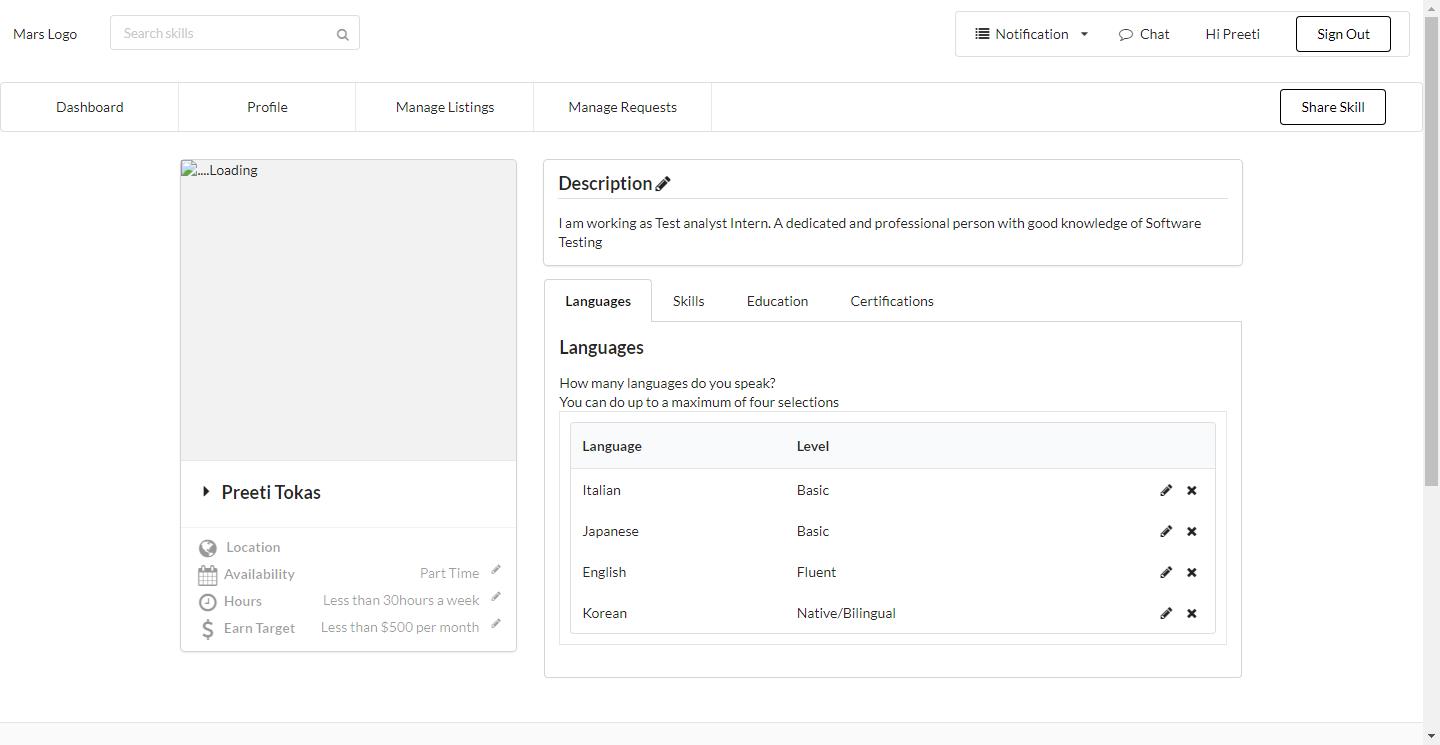 Mars Logo
Search skills
Notification
Chat
Hi Preeti
Sign Out
Dashboard
Profile
Manage Listings
Manage Requests
Share Skill
....Loading
Preeti Tokas
Location
Availability Part Time
Hours Less than 30hours a week
Earn Target Less than $500 per month
Description
I am working as Test analyst Intern. A dedicated and professional person with good knowledge of Software
Testing
Languages Skills Education Certifications
Languages
How many languages do you speak?
You can do up to a maximum of four selections
Language Level
Italian Basic
Japanese Basic
English Fluent
Korean Native/Bilingual